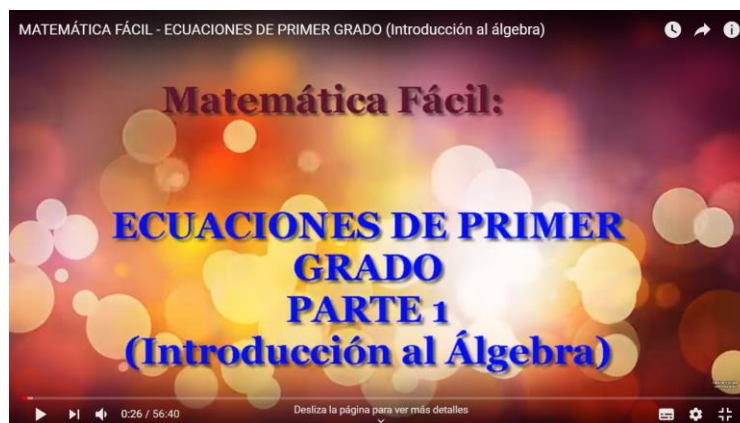 MATEMÁTICA FÁCIL - ECUACIONES DE PRIMER GRADO (Introducción al álgebra)
Matemática Fácil:
ECUACIONES DE PRIMER
GRADO
PARTE 1
(Introducción al Álgebra)
0:26 / 56:40
Desliza la página para ver más detalles